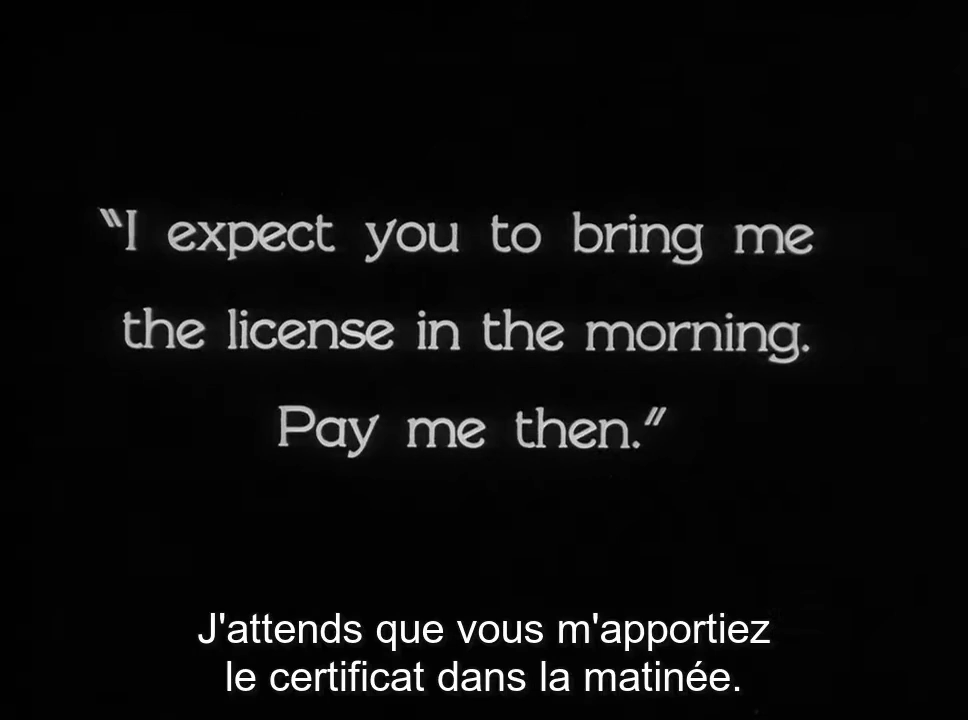 "I expect you to bring me
the license in the morning.
Pay me then."
J'attends que vous m'apportiez
le certificat dans la matinée.